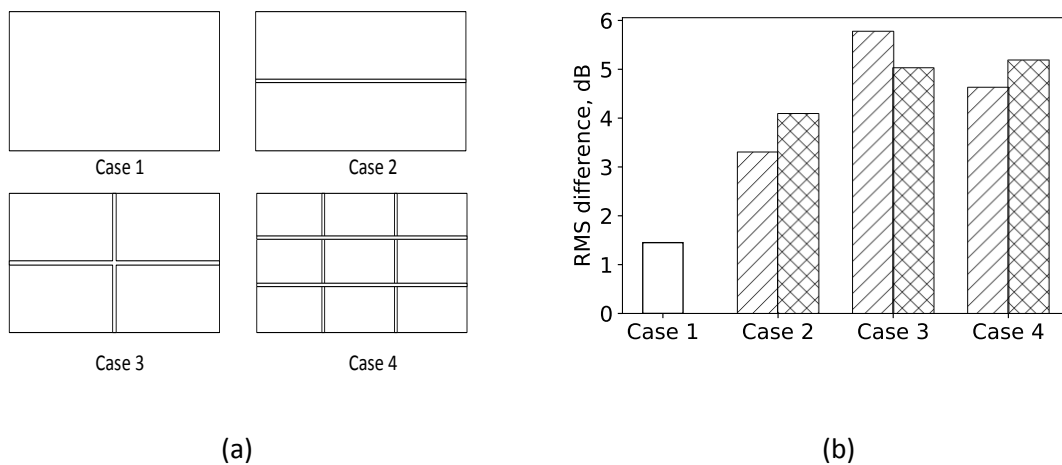 Case 1
Case 2
Case 3
Case 4
(a)
RMS difference, dB
6
5
4
3
2
1
0
Case 1 Case 2 Case 3 Case 4
(b)